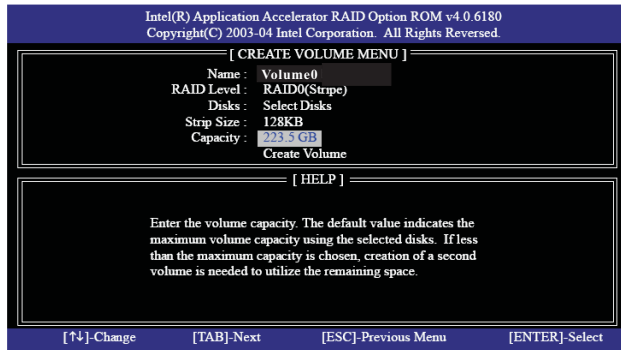 Intel(R) Application Accelerator RAID Option ROM v4.0.6180
Copyright(C) 2003-04 Intel Corporation. All Rights Reversed.
[ CREATE VOLUME MENU ]
Name : Volume0
RAID Level : RAID0(Stripe)
Disks : Select Disks
Strip Size : 128KB
Capacity : 223.5 GB
Create Volume
[ HELP ]
Enter the volume capacity. The default value indicates the
maximum volume capacity using the selected disks. If less
than the maximum capacity is chosen, creation of a second
volume is needed to utilize the remaining space.
[↑↓]-Change [TAB]-Next [ESC]-Previous Menu [ENTER]-Select